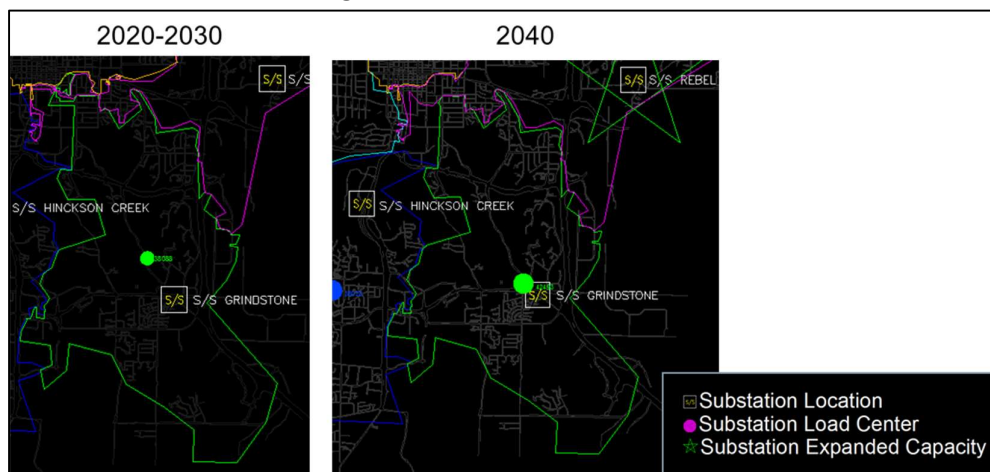 2020-2030
2040
S/S S/S
S/S HINCKSON CREEK
S/S S/S GRINDSTONE
S/S S/S REBEL
S/S S/S HINCKSON CREEK
S/S S/S GRINDSTONE
S/S Substation Location
Substation Load Center
Substation Expanded Capacity